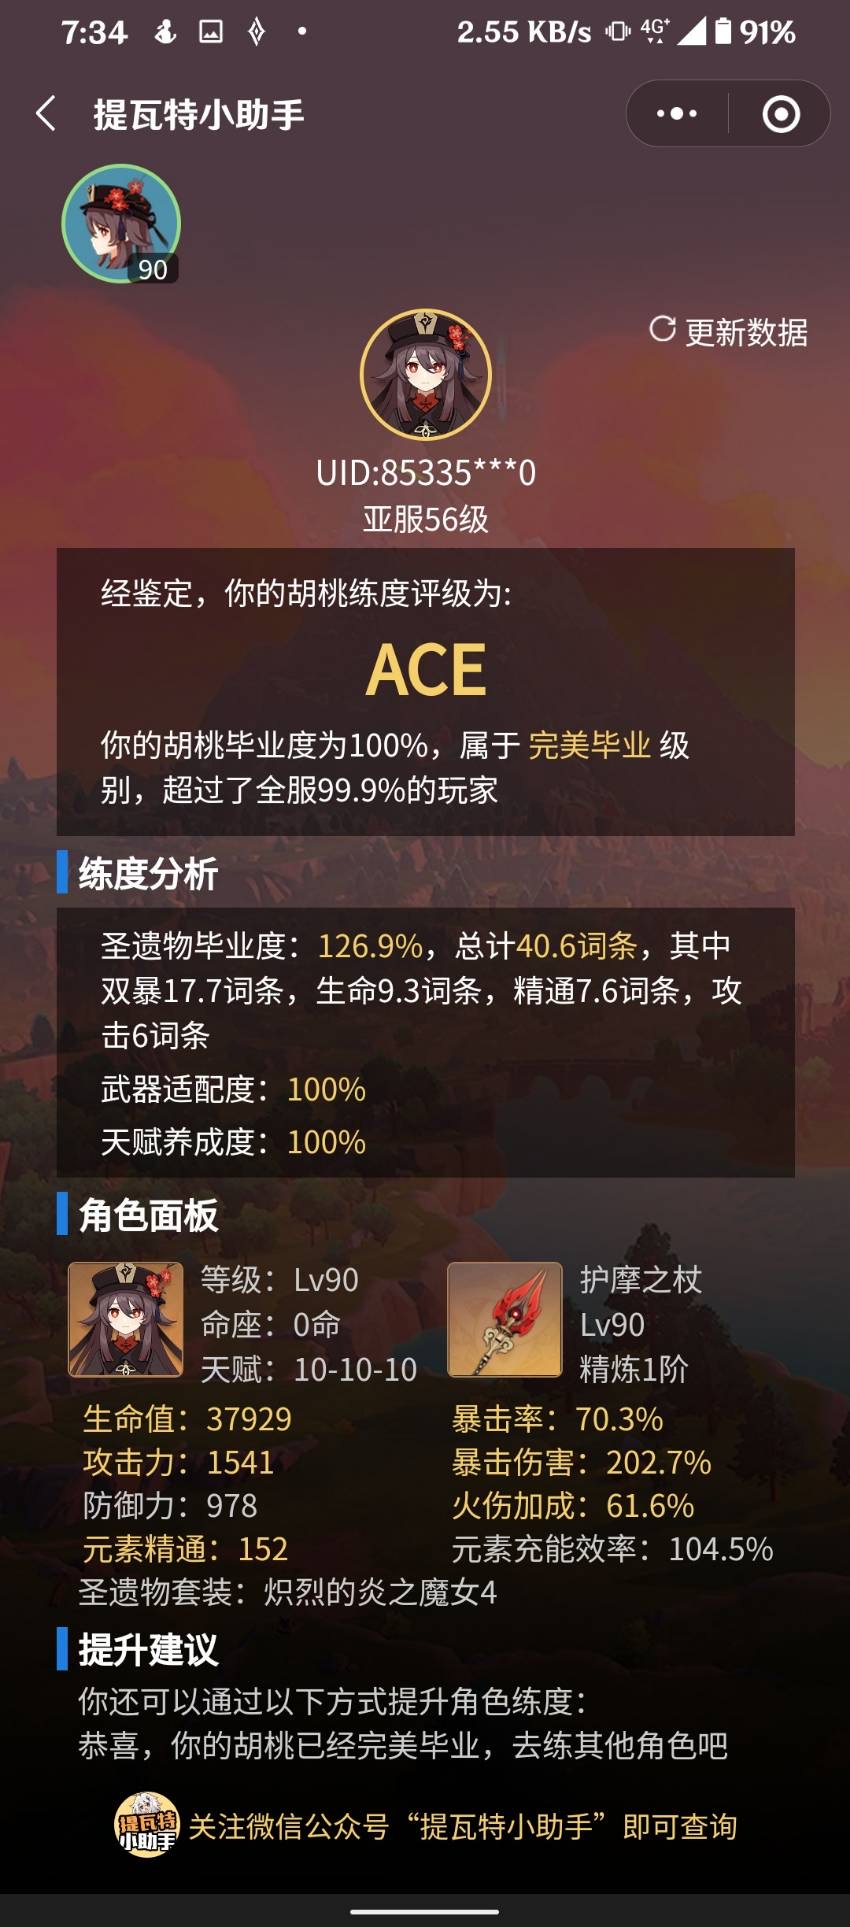 7:34
2.55 KB/s 4G+ 91%
提瓦特小助手
90
更新数据
UID:85335***0
亚服56级
经鉴定，你的胡桃练度评级为:
ACE
你的胡桃毕业度为100%，属于 完美毕业 级
别，超过了全服99.9%的玩家
练度分析
圣遗物毕业度：126.9%，总计40.6词条，其中
双暴17.7词条，生命9.3词条，精通7.6词条，攻
击6词条
武器适配度：100%
天赋养成度：100%
角色面板
等级：Lv90
命座：0命
天赋：10-10-10
护摩之杖
Lv90
精炼1阶
生命值：37929
暴击率：70.3%
攻击力：1541
暴击伤害：202.7%
防御力：978
火伤加成：61.6%
元素精通：152
元素充能效率：104.5%
圣遗物套装：炽烈的炎之魔女4
提升建议
你还可以通过以下方式提升角色练度：
恭喜，你的胡桃已经完美毕业，去练其他角色吧
提瓦特
小助手
关注微信公众号“提瓦特小助手”即可查询